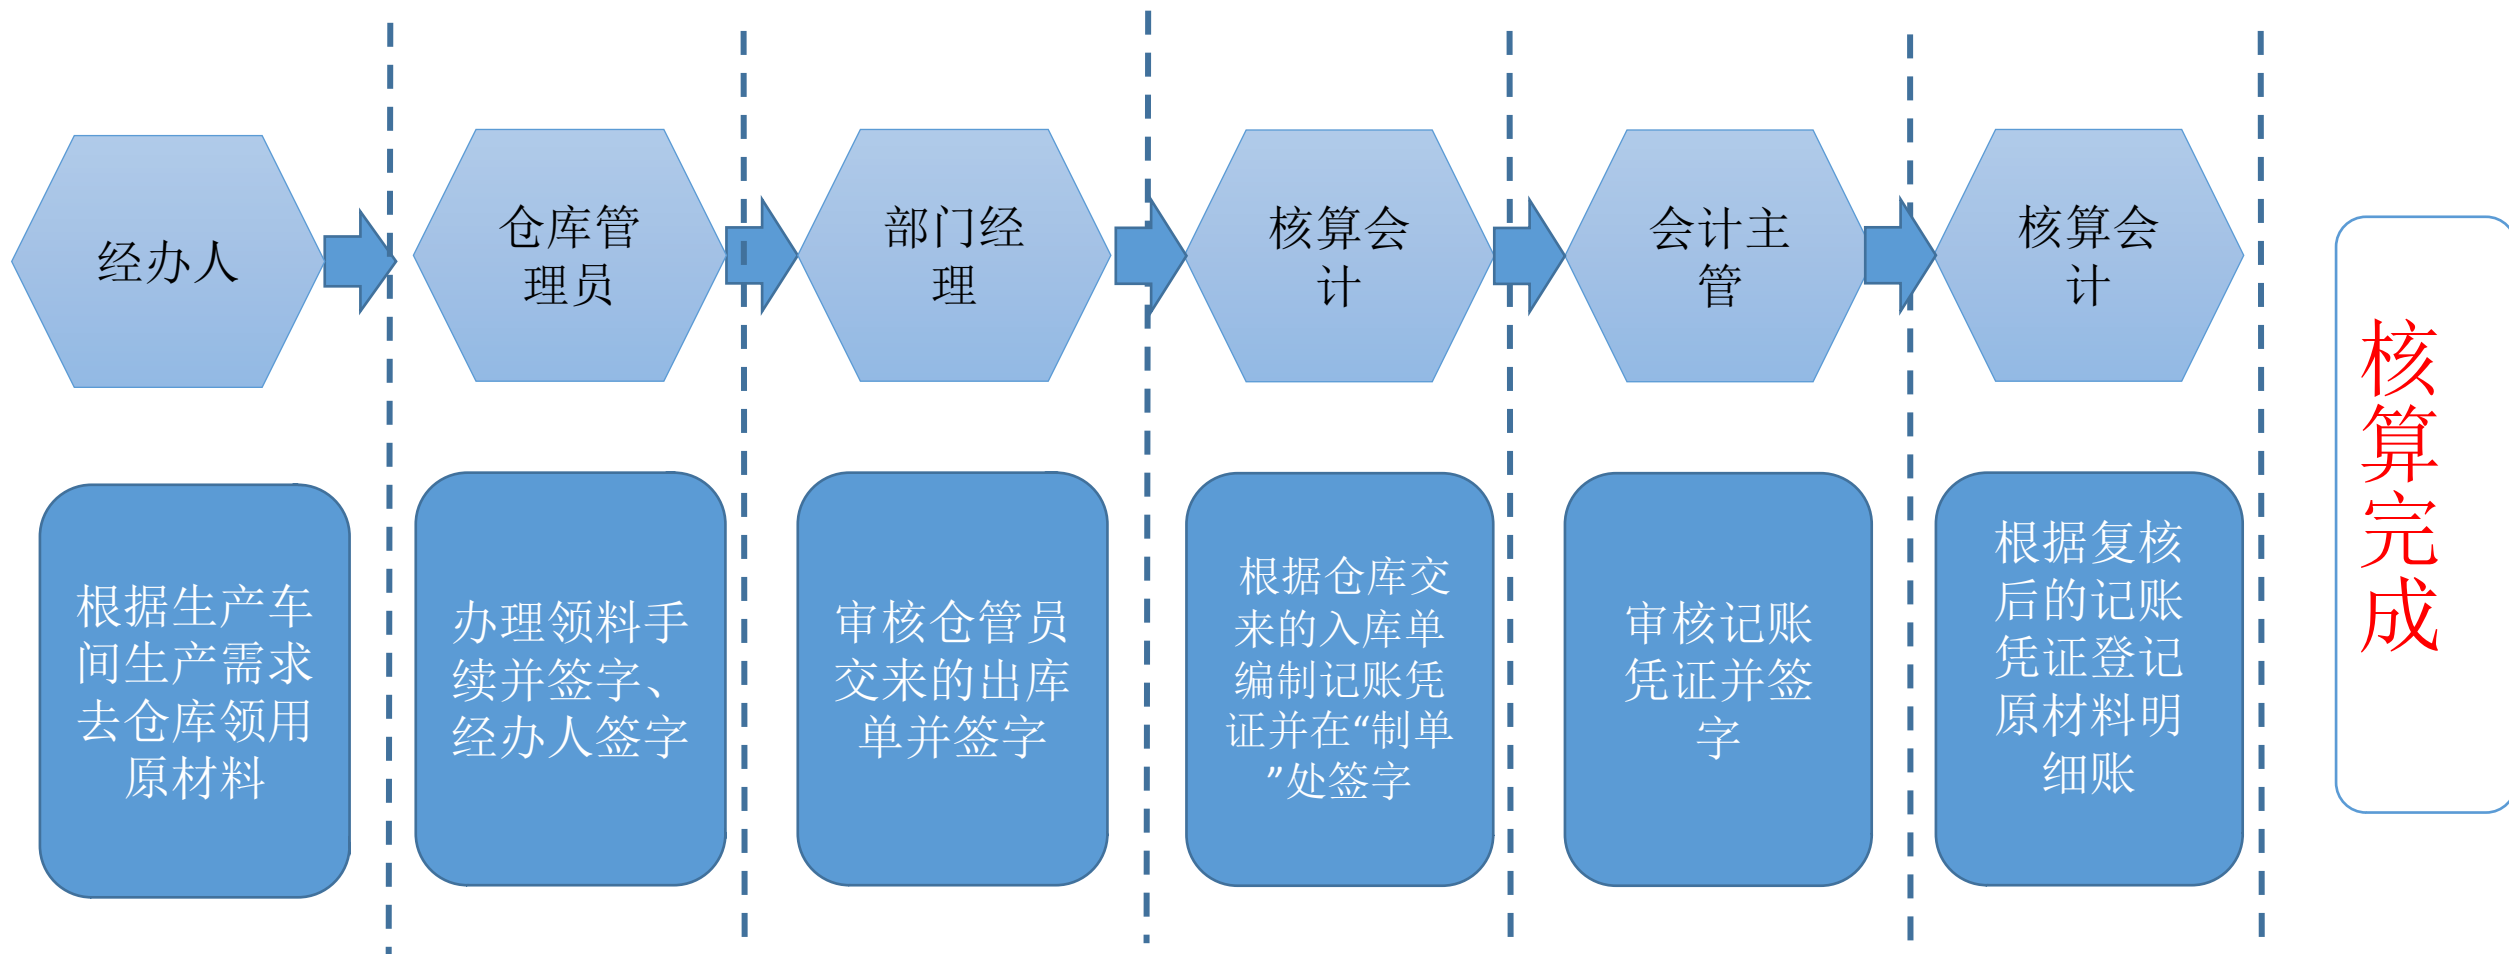 经办人
仓库管
理员
部门经
理
核算会
计
会计主
管
核算会
计
根据生产车
间生产需求
去仓库领用
原材料
办理领料手
续并签字、
经办人签字
审核仓管员
交来的出库
单并签字
根据仓库交
来的入库单
编制记账凭
证并在“制单
”处签字
审核记账
凭证并签
字
根据复核
后的记账
凭证登记
原材料明
细账
核
算
完
成